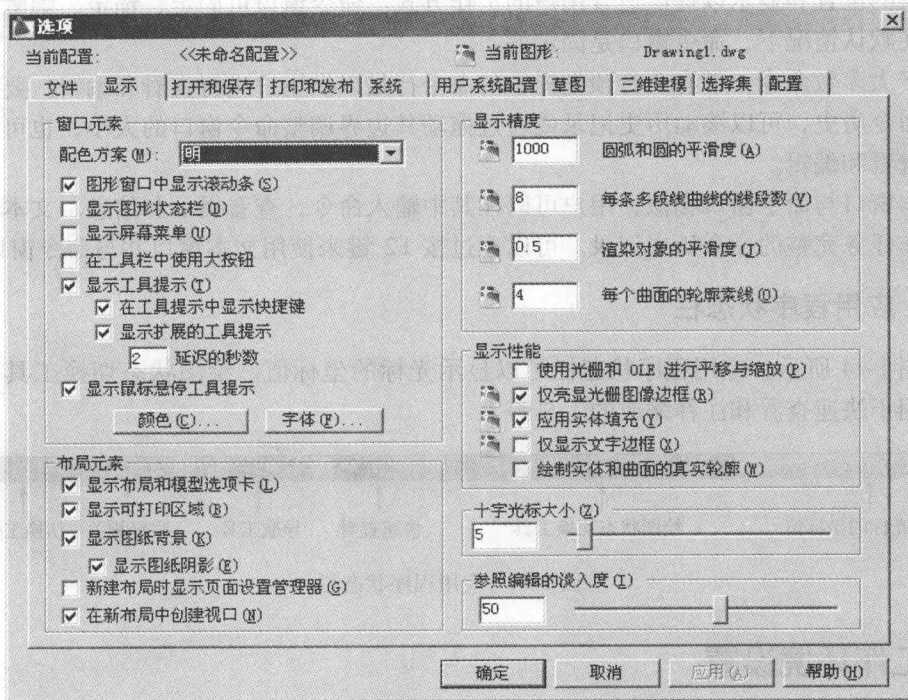 选项
当前配置: <<未命名配置>> 当前图形: Drawing1.dwg
文件 显示 打开和保存 打印和发布 系统 用户系统配置 草图 三维建模 选择集 配置
窗口元素
配色方案(M): 明
图形窗口中显示滚动条(S)
显示图形状态栏(D)
显示屏幕菜单(U)
在工具栏中使用大按钮
显示工具提示(T)
在工具提示中显示快捷键
显示扩展的工具提示
2 延迟的秒数
显示鼠标悬停工具提示
颜色(C)... 字体(F)...
布局元素
显示布局和模型选项卡(L)
显示可打印区域(B)
显示图纸背景(K)
显示图纸阴影(E)
新建布局时显示页面设置管理器(G)
在新布局中创建视口(N)
显示精度
1000 圆弧和圆的平滑度(A)
8 每条多段线曲线的线段数(V)
0.5 渲染对象的平滑度(J)
4 每个曲面的轮廓素线(O)
显示性能
使用光栅和 OLE 进行平移与缩放(P)
仅亮显光栅图像边框(R)
应用实体填充(Y)
仅显示文字边框(X)
绘制实体和曲面的真实轮廓(W)
十字光标大小(Z)
5
参照编辑的淡入度(I)
50
确定 取消 应用(A) 帮助(H)